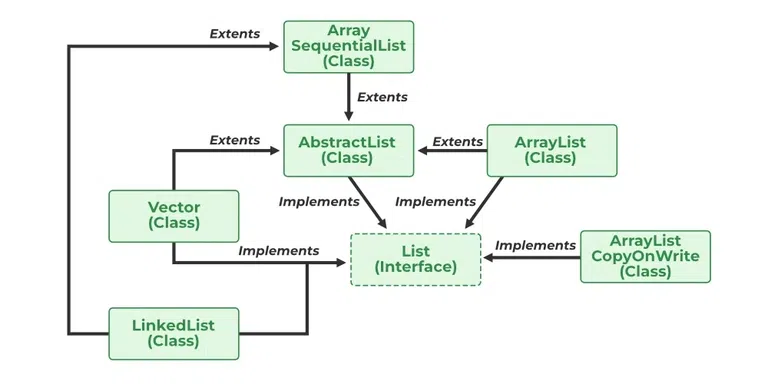 Array
SequentialList
(Class)
Extents
Extents
AbstractList
(Class)
Extents
Extents
ArrayList
(Class)
Implements
Implements
Vector
(Class)
Implements
List
(Interface)
Implements
ArrayList
CopyOnWrite
(Class)
LinkedList
(Class)